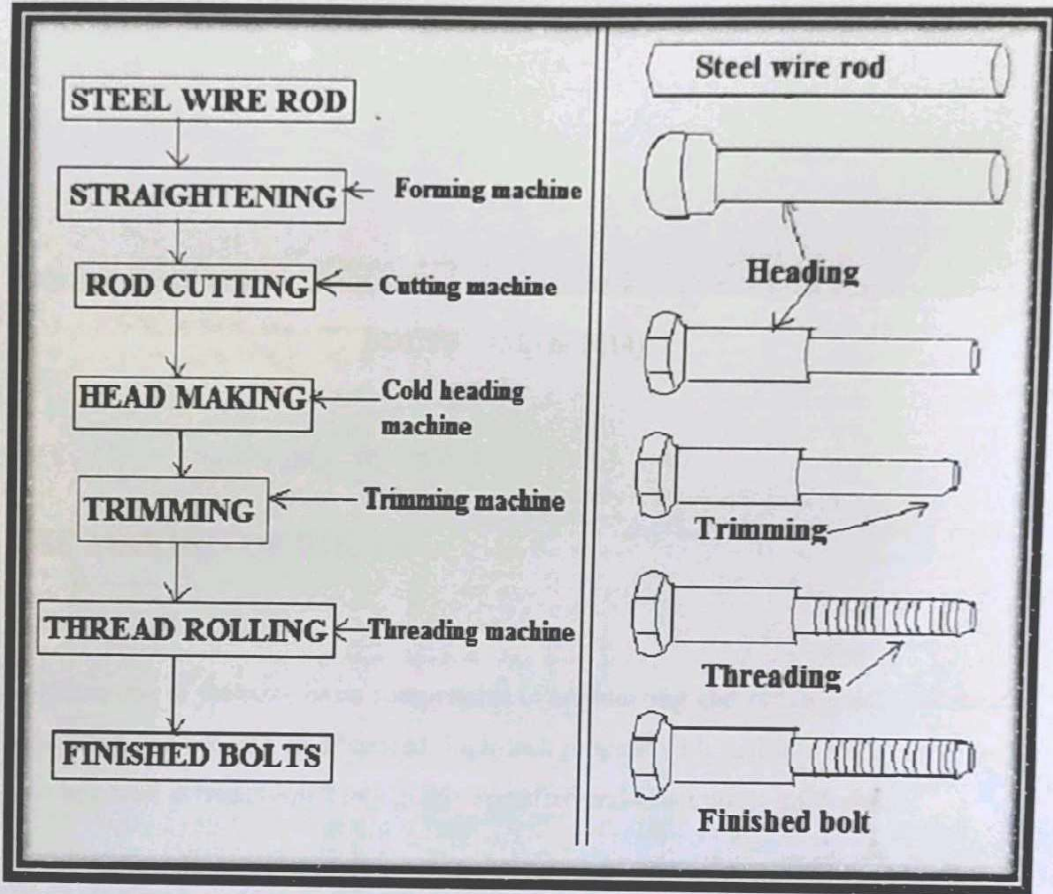 STEEL WIRE ROD
STRAIGHTENING
Forming machine
ROD CUTTING
Cutting machine
HEAD MAKING
Cold heading
machine
TRIMMING
Trimming machine
THREAD ROLLING
Threading machine
FINISHED BOLTS
Steel wire rod
Heading
Trimming
Threading
Finished bolt